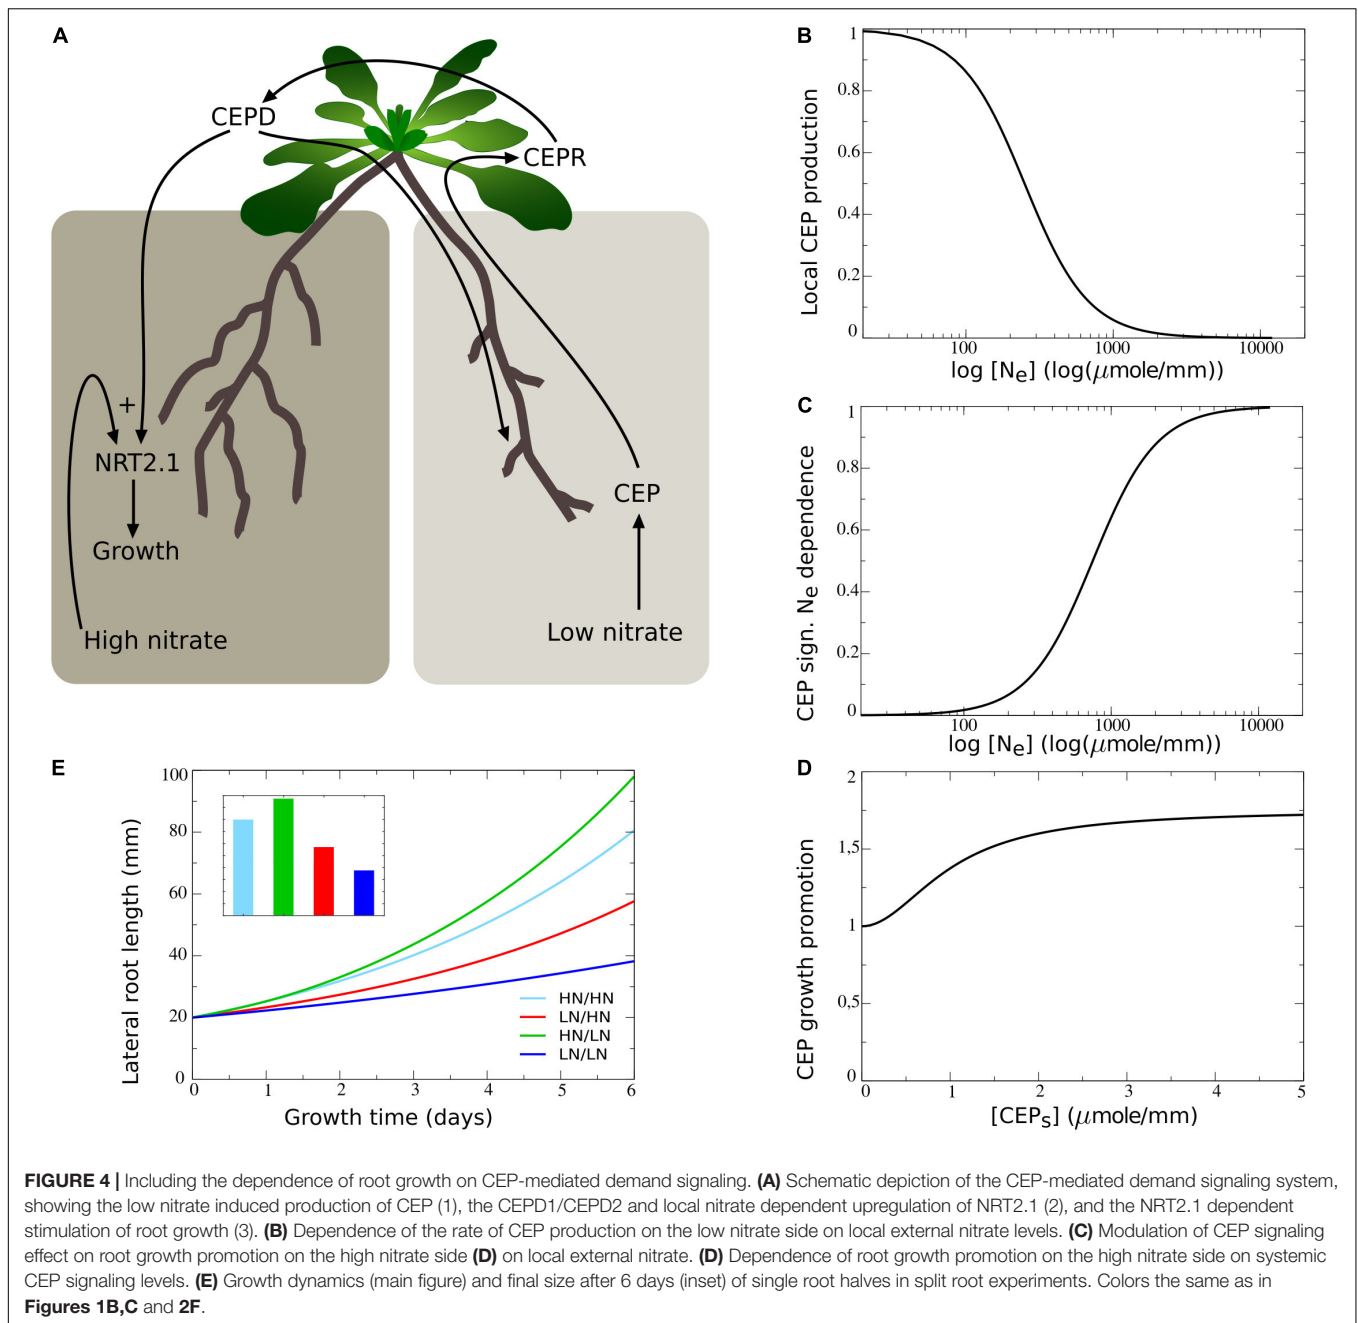 A
CEPD
CEPR
+
NRT2.1
Growth
High nitrate
CEP
Low nitrate
B
1
0.8
0.6
0.4
0.2
0
Local CEP production
100
1000
10000
log [Ne] (log(μmole/mm))
C
1
0.8
0.6
0.4
0.2
0
CEP sign. Ne dependence
100
1000
10000
log [Ne] (log(μmole/mm))
E
100
80
60
40
20
0
Lateral root length (mm)
HN/HN
LN/HN
HN/LN
LN/LN
0 1 2 3 4 5 6
Growth time (days)
D
2
1,5
1
0,5
0
CEP growth promotion
0 1 2 3 4 5
[CEPs] (μmole/mm)
FIGURE 4 | Including the dependence of root growth on CEP-mediated demand signaling. (A) Schematic depiction of the CEP-mediated demand signaling system,
showing the low nitrate induced production of CEP (1), the CEPD1/CEPD2 and local nitrate dependent upregulation of NRT2.1 (2), and the NRT2.1 dependent
stimulation of root growth (3). (B) Dependence of the rate of CEP production on the low nitrate side on local external nitrate levels. (C) Modulation of CEP signaling
effect on root growth promotion on the high nitrate side (D) on local external nitrate. (D) Dependence of root growth promotion on the high nitrate side on systemic
CEP signaling levels. (E) Growth dynamics (main figure) and final size after 6 days (inset) of single root halves in split root experiments. Colors the same as in
Figures 1B,C and 2F.